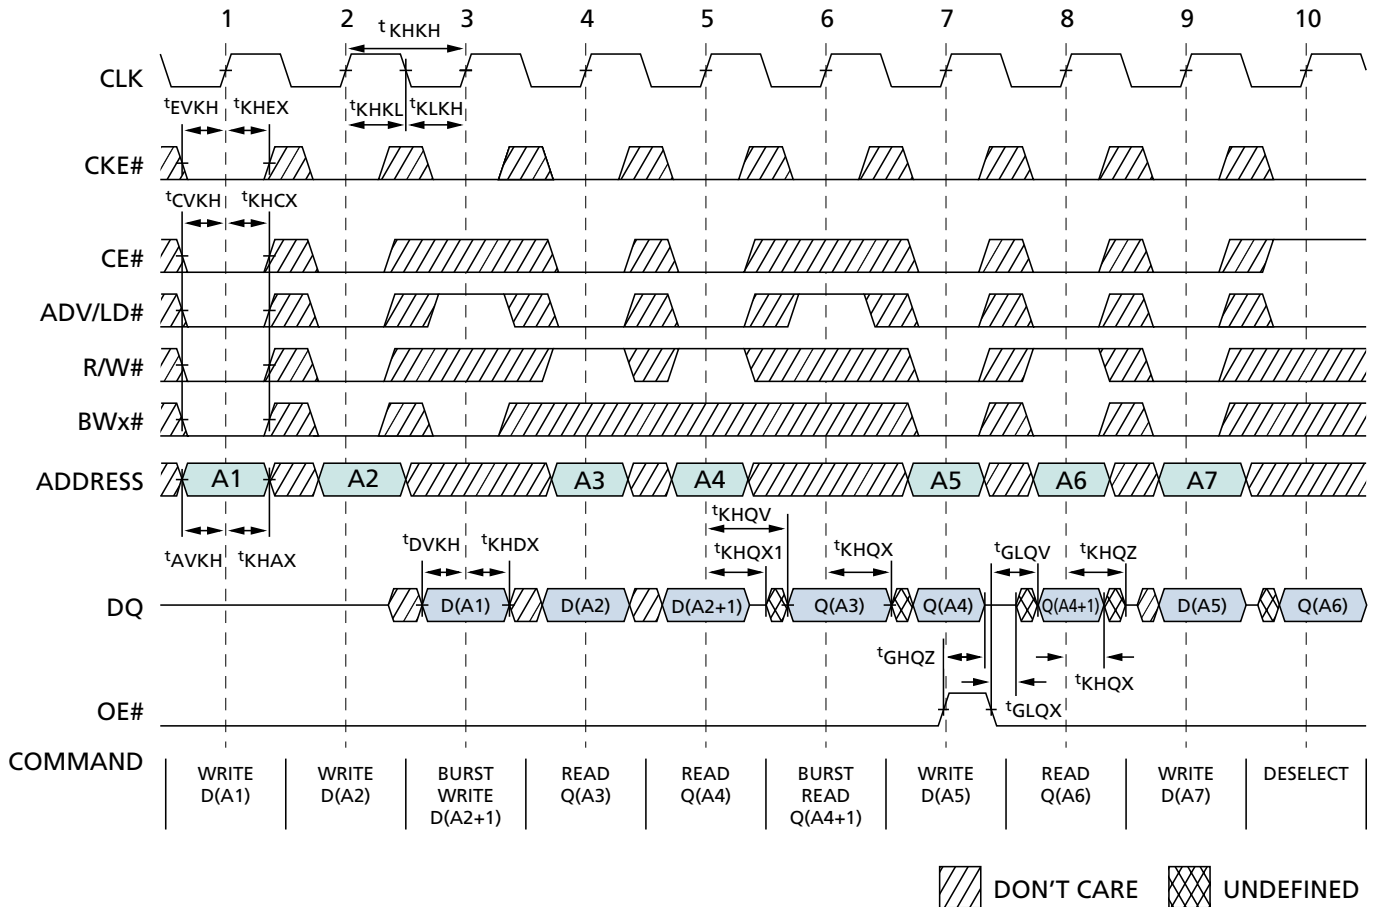 1 2 3 4 5 6 7 8 9 10
tKHKH
CLK
tEVKH tKHEX tKHKL tKLKH
CKE#
tCVKH tKHCX
CE#
ADV/LD#
R/W#
BWx#
ADDRESS A1 A2 A3 A4 A5 A6 A7
tKHQV
tAVKH tKHAX tDVKH tKHDX tKHQX1 tKHQX tGLQV tKHQZ
DQ D(A1) D(A2) D(A2+1) Q(A3) Q(A4) Q(A4+1) D(A5) Q(A6)
tGHQZ tKHQX
tGLQX
OE#
COMMAND
WRITE D(A1)
WRITE D(A2)
BURST WRITE D(A2+1)
READ Q(A3)
READ Q(A4)
BURST READ Q(A4+1)
WRITE D(A5)
READ Q(A6)
WRITE D(A7)
DESELECT
DON'T CARE UNDEFINED